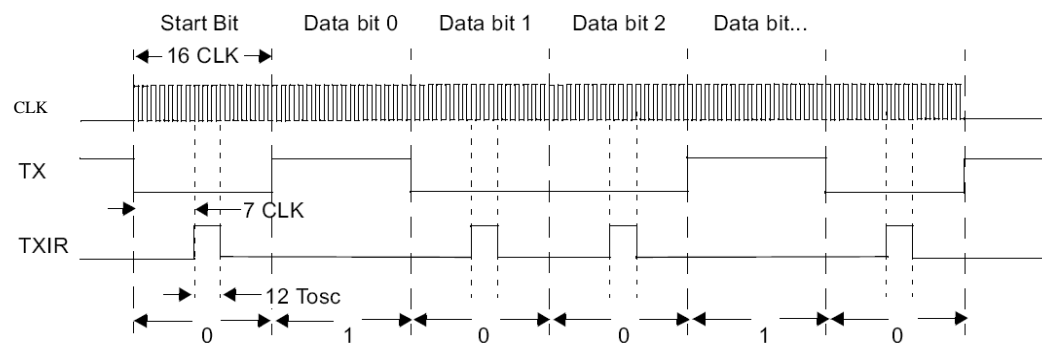 Start Bit Data bit 0 Data bit 1 Data bit 2 Data bit...
16 CLK
CLK
TX
7 CLK
TXIR
12 Tosc
0 1 0 0 1 0